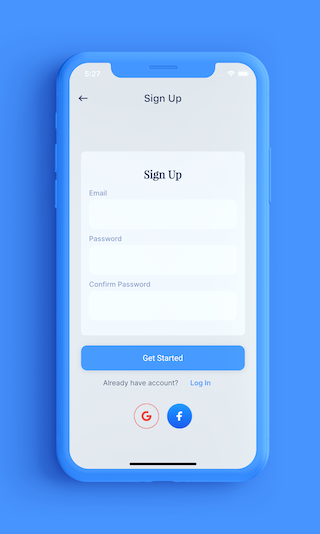 5:27
Sign Up
Sign Up
Email
Password
Confirm Password
Get Started
Already have account? Log In
G
f